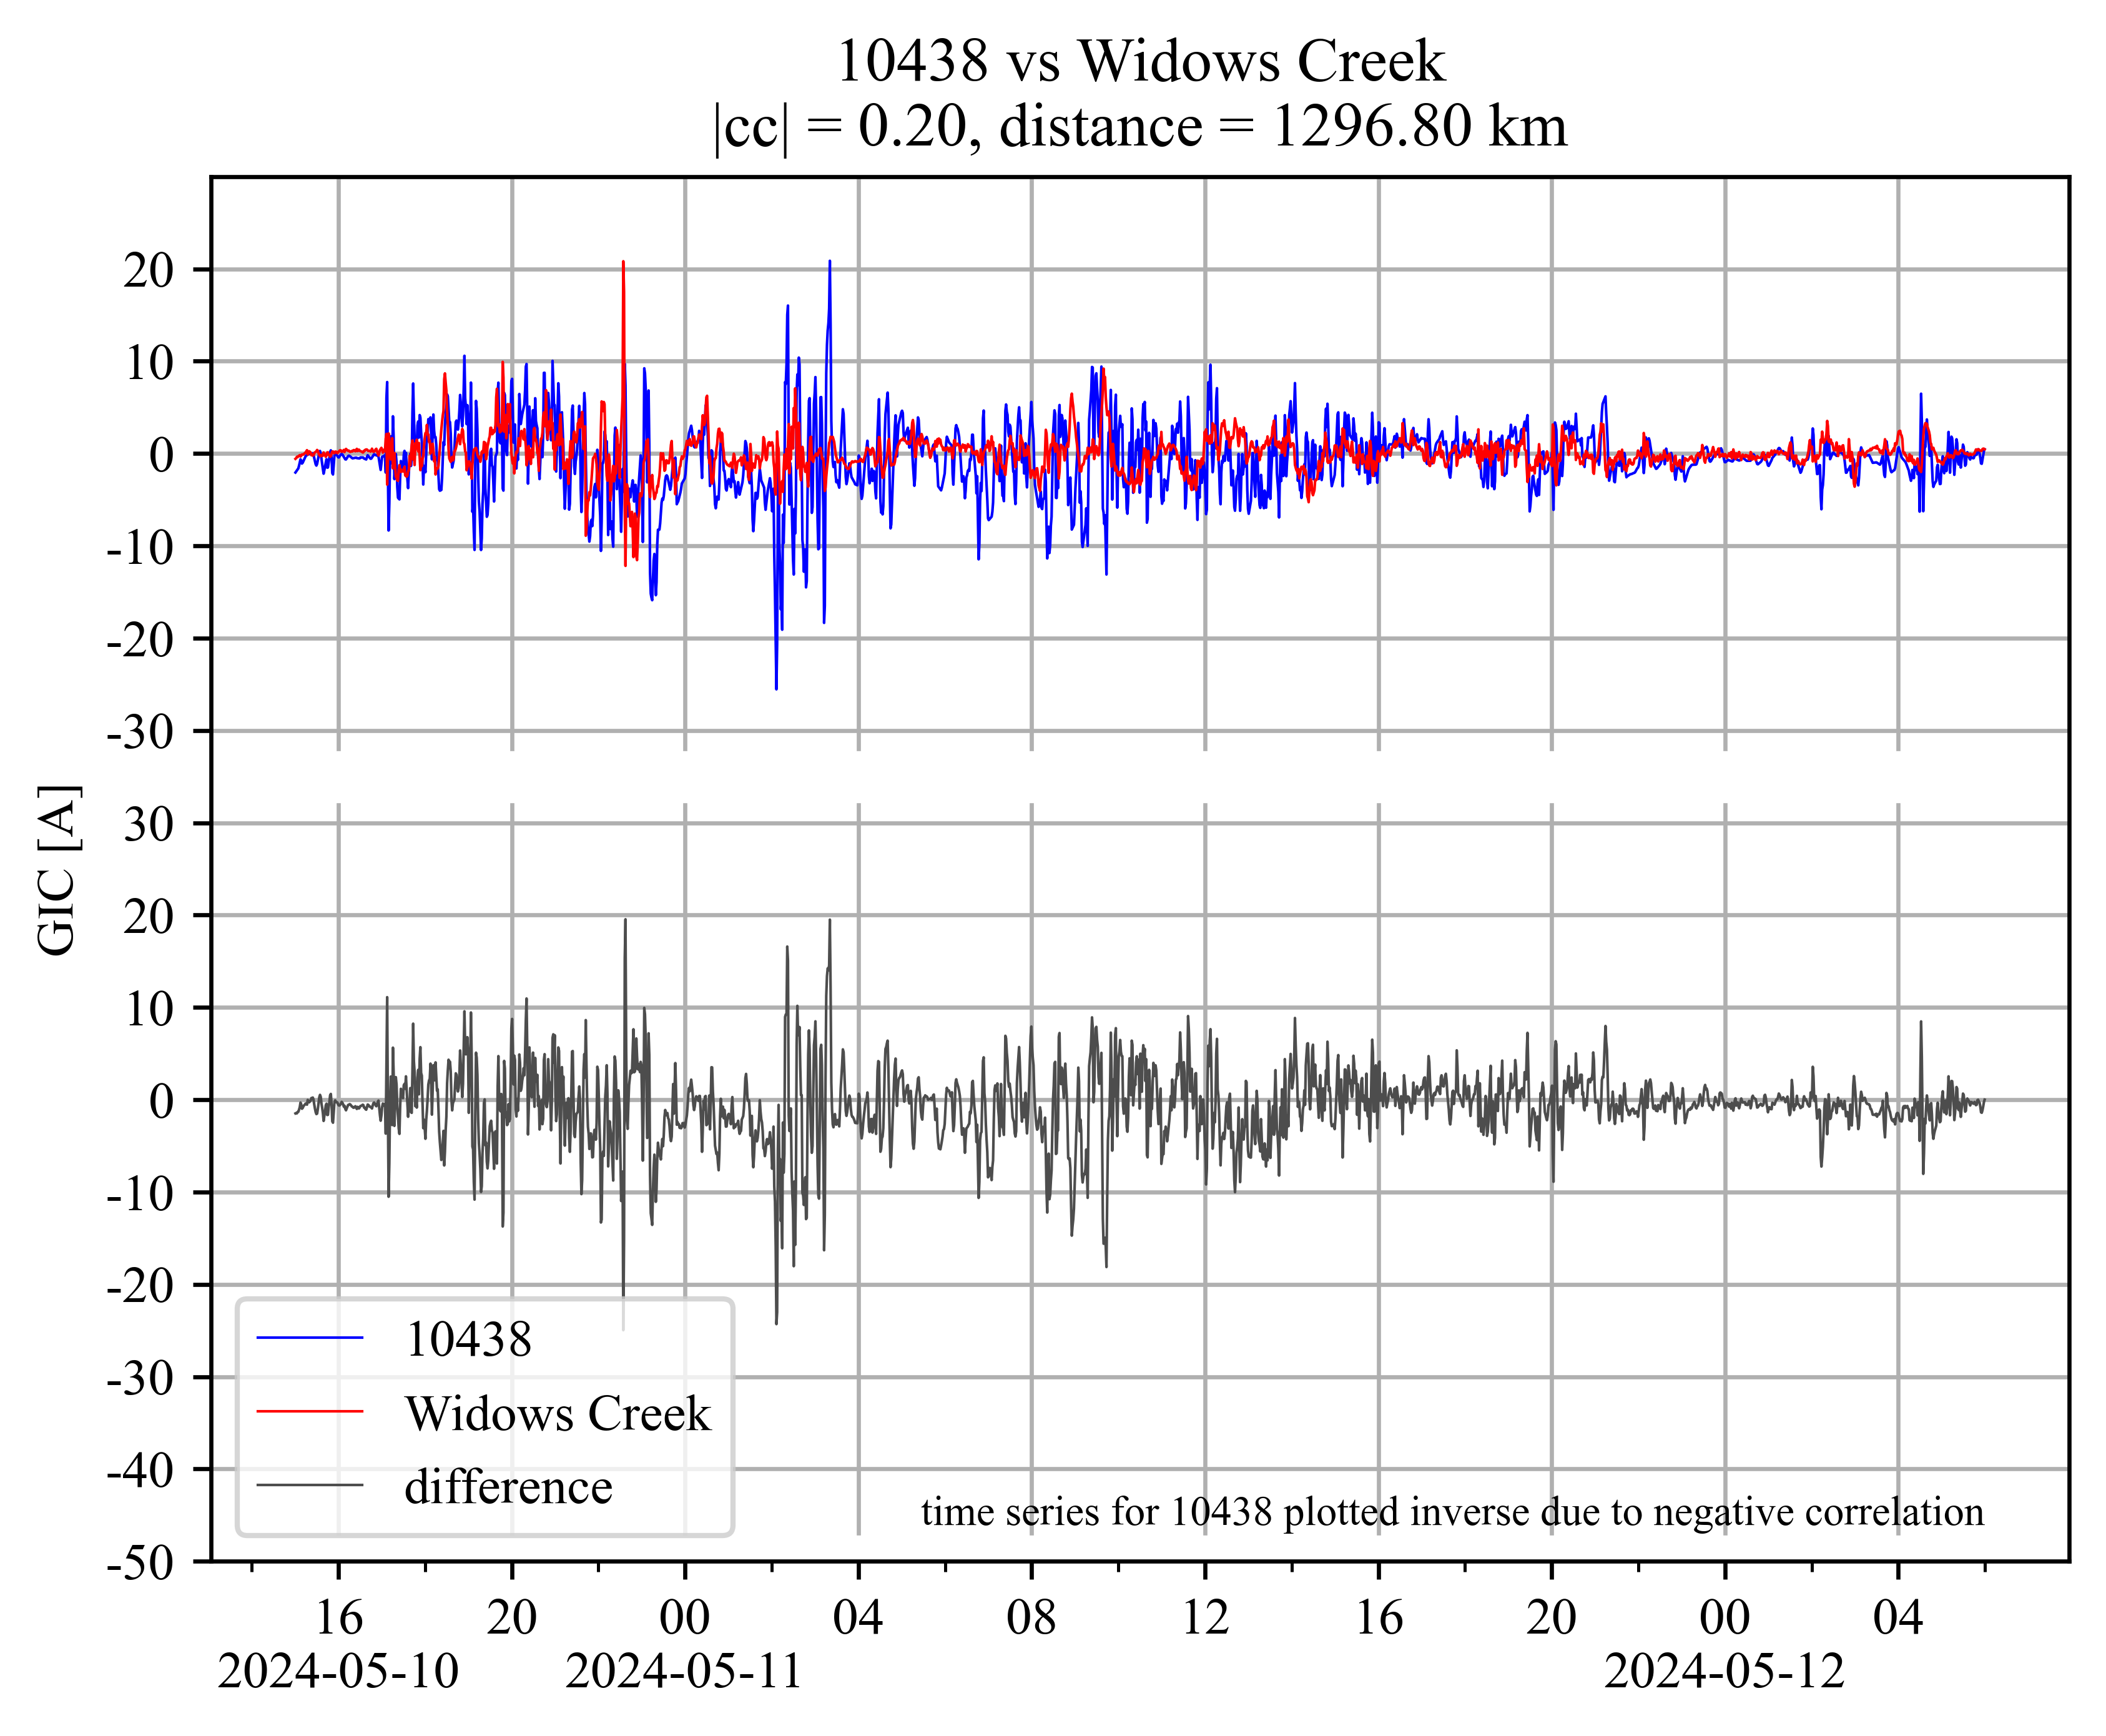 10438 vs Widows Creek
|cc| = 0.20, distance = 1296.80 km
20
10
0
-10
-20
-30
30
20
10
0
-10
-20
-30
-40
-50
GIC [A]
10438
Widows Creek
difference
time series for 10438 plotted inverse due to negative correlation
16 20 00 04 08 12 16 20 00 04
2024-05-10 2024-05-11 2024-05-12